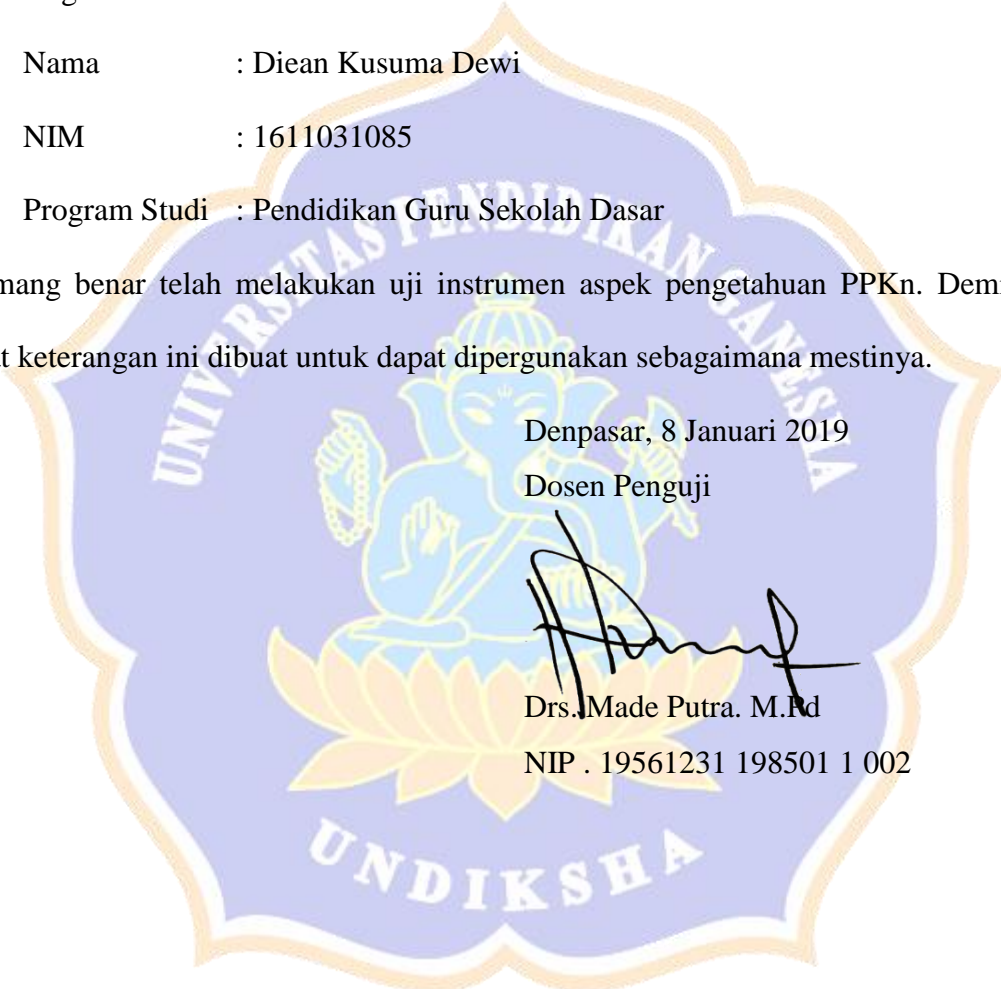 Nama : Diean Kusuma Dewi
NIM : 1611031085
Program Studi : Pendidikan Guru Sekolah Dasar
mang benar telah melakukan uji instrumen aspek pengetahuan PPKn. Demi
t keterangan ini dibuat untuk dapat dipergunakan sebagaimana mestinya.
UNIVERSITAS PENDIDIKAN GANESHA
Denpasar, 8 Januari 2019
Dosen Penguji
Drs. Made Putra. M.Pd
NIP . 19561231 198501 1 002
UNDIKSHA